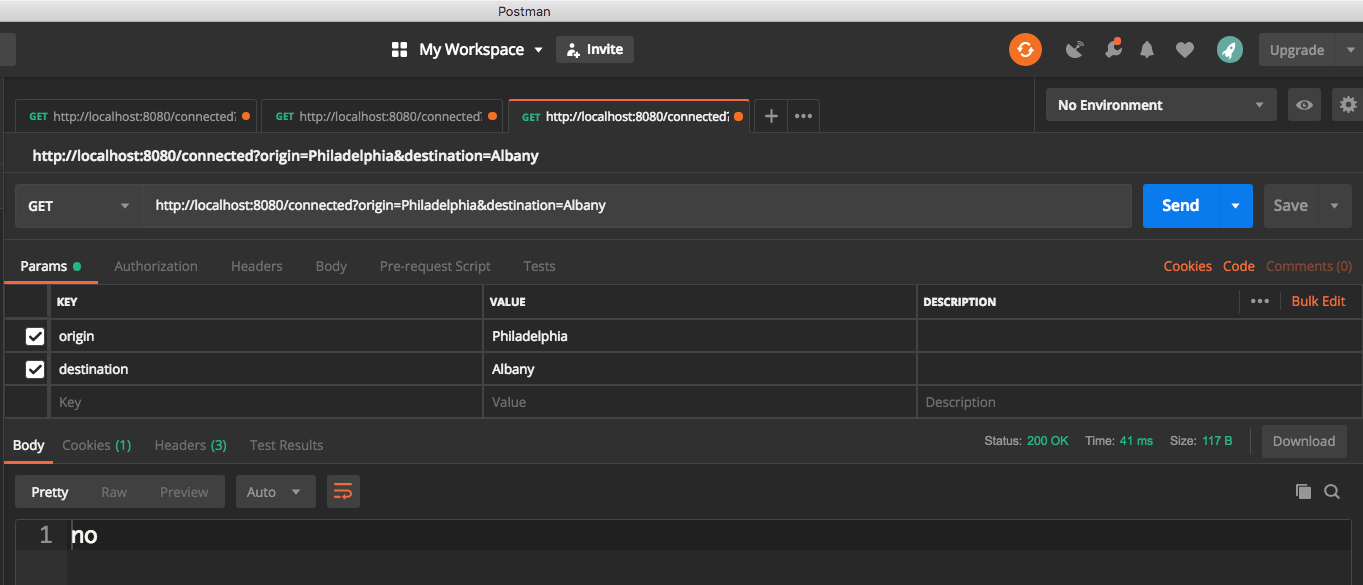 Postman
My Workspace Invite Upgrade
GET http://localhost:8080/connected? GET http://localhost:8080/connected? GET http://localhost:8080/connected? No Environment
http://localhost:8080/connected?origin=Philadelphia&destination=Albany
GET http://localhost:8080/connected?origin=Philadelphia&destination=Albany Send Save
Params Authorization Headers Body Pre-request Script Tests Cookies Code Comments (0)
KEY VALUE DESCRIPTION Bulk Edit
origin Philadelphia
destination Albany
Key Value Description
Body Cookies (1) Headers (3) Test Results Status: 200 OK Time: 41 ms Size: 117 B Download
Pretty Raw Preview Auto
1 no